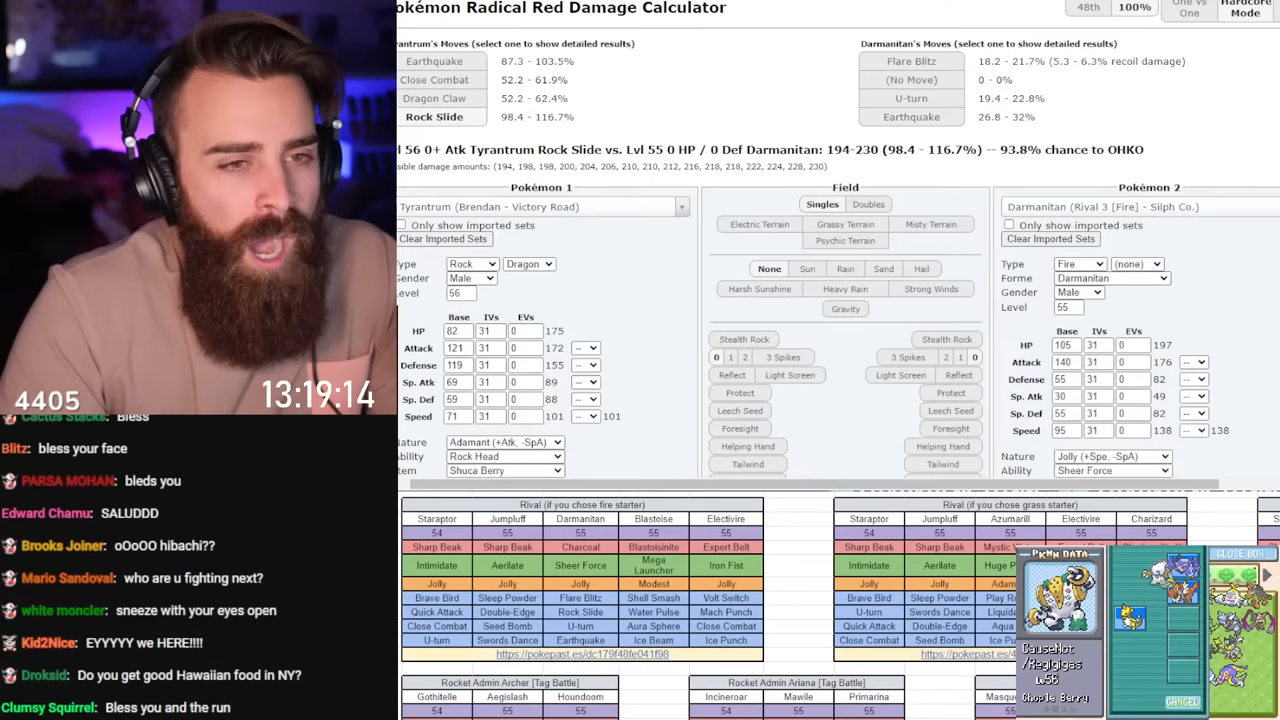 okémon Radical Red Damage Calculator
48th 100% One vs One Hardcore Mode
rantrum's Moves (select one to show detailed results)
Earthquake 87.3 - 103.5%
Close Combat 52.2 - 61.9%
Dragon Claw 52.2 - 62.4%
Rock Slide 98.4 - 116.7%
Darmanitan's Moves (select one to show detailed results)
Flare Blitz 18.2 - 21.7% (5.3 - 6.3% recoil damage)
(No Move) 0 - 0%
U-turn 19.4 - 22.8%
Earthquake 26.8 - 32%
l 56 0+ Atk Tyrantrum Rock Slide vs. Lvl 55 0 HP / 0 Def Darmanitan: 194-230 (98.4 - 116.7%) -- 93.8% chance to OHKO
sible damage amounts: (194, 198, 198, 200, 204, 206, 210, 210, 212, 216, 218, 218, 222, 224, 228, 230)
Pokémon 1
Tyrantrum (Brendan - Victory Road)
Only show imported sets
Clear Imported Sets
Type Rock Dragon
Gender Male
Level 56
Base IVs EVs
HP 82 31 0 175
Attack 121 31 0 172 --
Defense 119 31 0 155 --
Sp. Atk 69 31 0 89 --
Sp. Def 59 31 0 88 --
Speed 71 31 0 101 -- 101
Nature Adamant (+Atk, -SpA)
Ability Rock Head
tem Shuca Berry
Field
Singles Doubles
Electric Terrain Grassy Terrain Misty Terrain
Psychic Terrain
None Sun Rain Sand Hail
Harsh Sunshine Heavy Rain Strong Winds
Gravity
Stealth Rock Stealth Rock
0 1 2 3 Spikes 3 Spikes 2 1 0
Reflect Light Screen Light Screen Reflect
Protect Protect
Leech Seed Leech Seed
Foresight Foresight
Helping Hand Helping Hand
Tailwind Tailwind
Pokémon 2
Darmanitan (Rival 3 [Fire] - Silph Co.)
Only show imported sets
Clear Imported Sets
Type Fire (none)
Forme Darmanitan
Gender Male
Level 55
Base IVs EVs
HP 105 31 0 197
Attack 140 31 0 176 --
Defense 55 31 0 82 --
Sp. Atk 30 31 0 49 --
Sp. Def 55 31 0 82 --
Speed 95 31 0 138 -- 138
Nature Jolly (+Spe, -SpA)
Ability Sheer Force
4405
13:19:14
Cactus Stacks: Bless
Blitz: bless your face
PARSA MOHAN: bleds you
Edward Chamu: SALUDDD
Brooks Joiner: oOoOO hibachi??
Mario Sandoval: who are u fighting next?
white moncler: sneeze with your eyes open
Kid2Nice: EYYYYY we HERE!!!!
Droksid: Do you get good Hawaiian food in NY?
Clumsy Squirrel: Bless you and the run
Rival (if you chose fire starter)
Staraptor Jumpluff Darmanitan Blastoise Electivire
54 55 55 55 55
Sharp Beak Sharp Beak Charcoal Blastoisinite Expert Belt
Intimidate Aerilate Sheer Force Mega Launcher Iron Fist
Jolly Jolly Jolly Modest Jolly
Brave Bird Sleep Powder Flare Blitz Shell Smash Volt Switch
Quick Attack Double-Edge Rock Slide Water Pulse Mach Punch
Close Combat Seed Bomb U-turn Aura Sphere Close Combat
U-turn Swords Dance Earthquake Ice Beam Ice Punch
https://pokepast.es/dc179f48fe041f98
Rival (if you chose grass starter)
Staraptor Jumpluff Azumarill Electivire Charizard
54 55 55 55 55
Sharp Beak Sharp Beak Mystic
Intimidate Aerilate Huge
Jolly Jolly
Brave Bird Sleep Powder Play
U-turn Swords Dance
Quick Attack Double-Edge Aqua
Close Combat Seed Bomb
https://pokepast.es/4
Rocket Admin Archer [Tag Battle]
Gothitelle Aegislash Houndoom
54 55 55
Rocket Admin Ariana [Tag Battle]
Incineroar Mawile Primarina
54 55 55
PKMN DATA
CauseNot
/Regigigas
Lv56
Chople Berry
CANCEL
CLOSE BOX